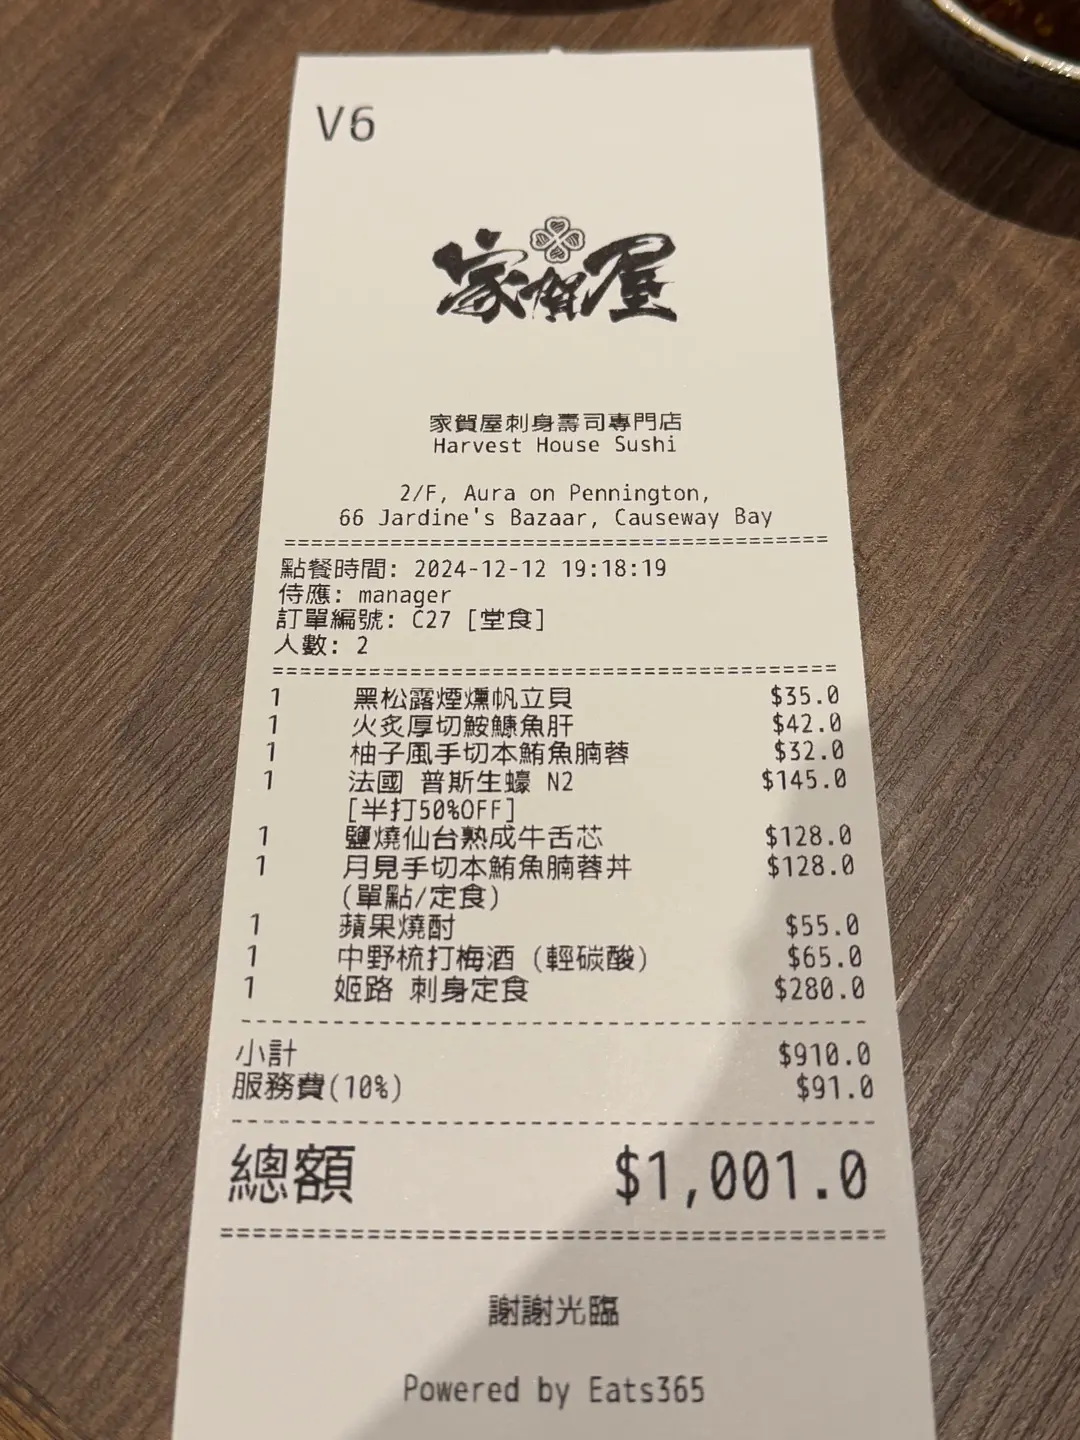 V6
家賀屋
家賀屋刺身壽司專門店
Harvest House Sushi
2/F, Aura on Pennington,
66 Jardine's Bazaar, Causeway Bay
點餐時間: 2024-12-12 19:18:19
侍應: manager
訂單編號: C27 [堂食]
人數: 2
1 黑松露煙燻帆立貝 $35.0
1 火炙厚切鮟鱇魚肝 $42.0
1 柚子風手切本鮪魚腩蓉 $32.0
1 法國 普斯生蠔 N2 $145.0
[半打50%OFF]
1 鹽燒仙台熟成牛舌芯 $128.0
1 月見手切本鮪魚腩蓉丼 $128.0
(單點/定食)
1 蘋果燒酎 $55.0
1 中野梳打梅酒 (輕碳酸) $65.0
1 姬路 刺身定食 $280.0
小計 $910.0
服務費(10%) $91.0
總額 $1,001.0
謝謝光臨
Powered by Eats365